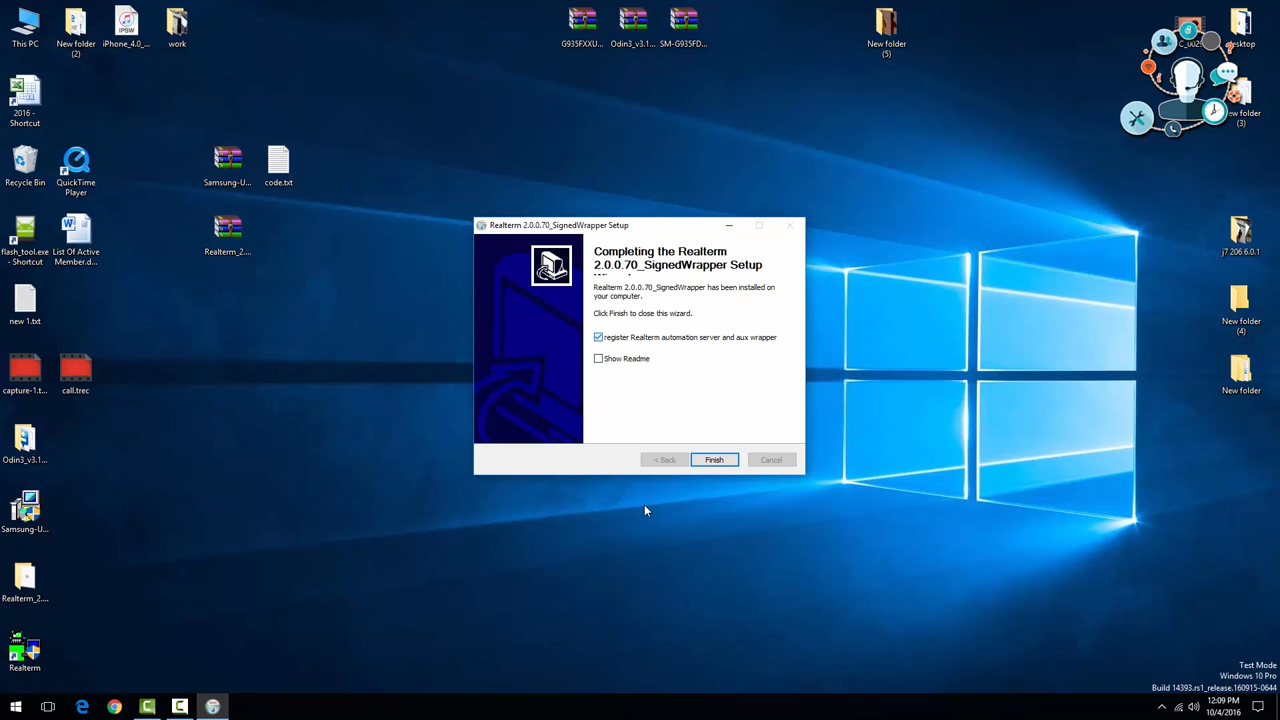 This PC
New folder
(2)
iPhone_4.0_...
work
G935FXXU...
Odin3_v3.1...
SM-G935FD...
New folder
(5)
desktop
2016 -
Shortcut
(3)
Recycle Bin
QuickTime
Player
Samsung-U...
code.txt
flash_tool.exe
- Shortcut
List Of Active
Member.d...
Realterm_2....
j7 206 6.0.1
new 1.txt
New folder
(4)
capture-1.t...
call.trec
New folder
Odin3_v3.1...
Samsung-U...
Realterm_2....
Realterm
Realterm 2.0.0.70_SignedWrapper Setup
Completing the Realterm
2.0.0.70_SignedWrapper Setup
Realterm 2.0.0.70_SignedWrapper has been installed on
your computer.
Click Finish to close this wizard.
register Realterm automation server and aux wrapper
Show Readme
< Back
Finish
Cancel
Test Mode
Windows 10 Pro
Build 14393.rs1_release.160915-0644
12:09 PM
10/4/2016